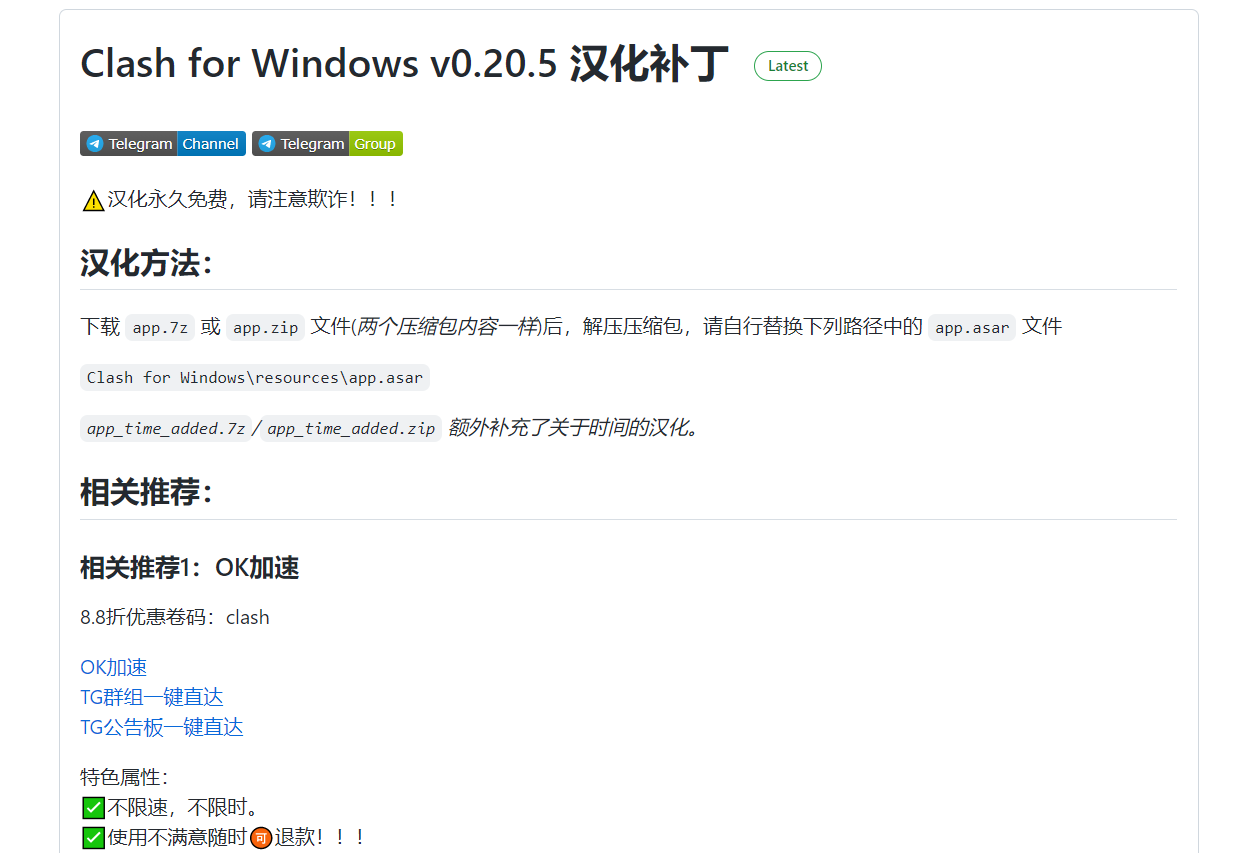 Clash for Windows v0.20.5 汉化补丁 Latest
Telegram Channel Telegram Group
⚠️汉化永久免费，请注意欺诈！！！
汉化方法：
下载 app.7z 或 app.zip 文件(两个压缩包内容一样)后，解压压缩包，请自行替换下列路径中的 app.asar 文件
Clash for Windows\resources\app.asar
app_time_added.7z/app_time_added.zip 额外补充了关于时间的汉化。
相关推荐：
相关推荐1：OK加速
8.8折优惠卷码：clash
OK加速
TG群组一键直达
TG公告板一键直达
特色属性：
✅不限速，不限时。
✅使用不满意随时🉑退款！！！